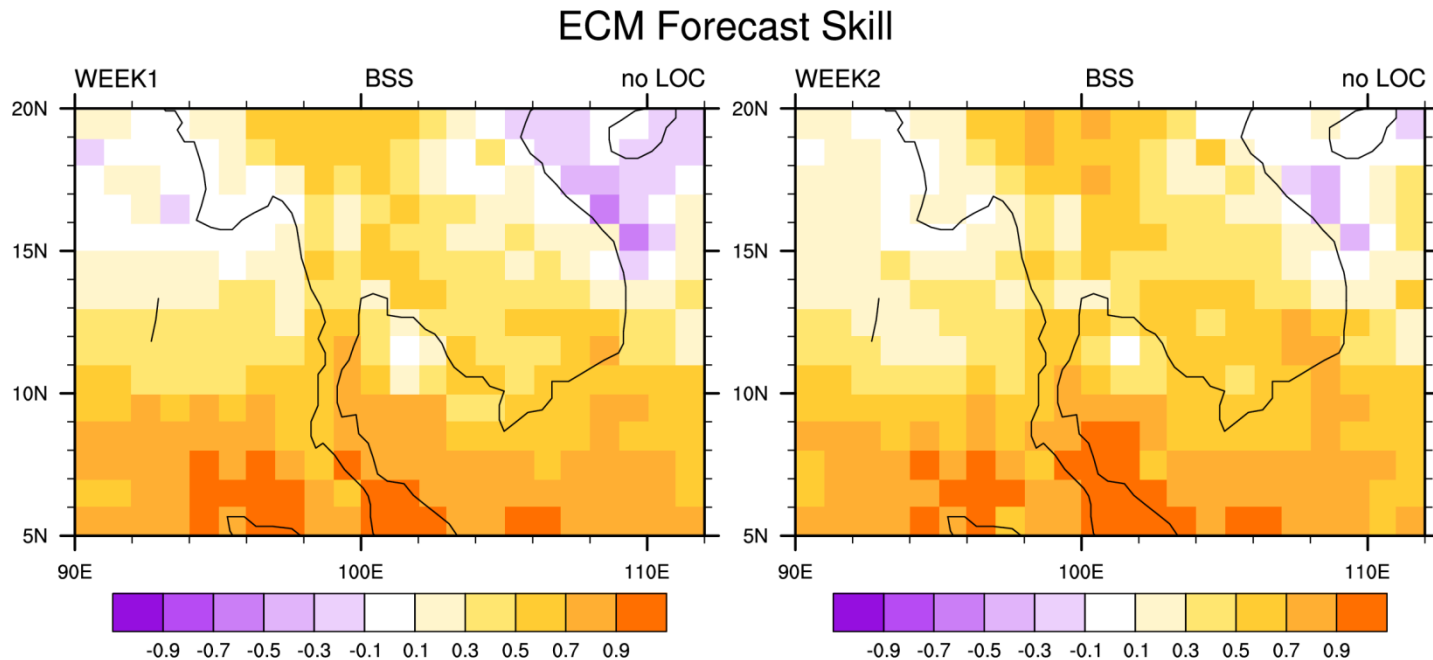 ECM Forecast Skill
WEEK1 BSS no LOC
20N
15N
10N
5N
90E 100E 110E
-0.9 -0.7 -0.5 -0.3 -0.1 0.1 0.3 0.5 0.7 0.9
WEEK2 BSS no LOC
20N
15N
10N
5N
90E 100E 110E
-0.9 -0.7 -0.5 -0.3 -0.1 0.1 0.3 0.5 0.7 0.9